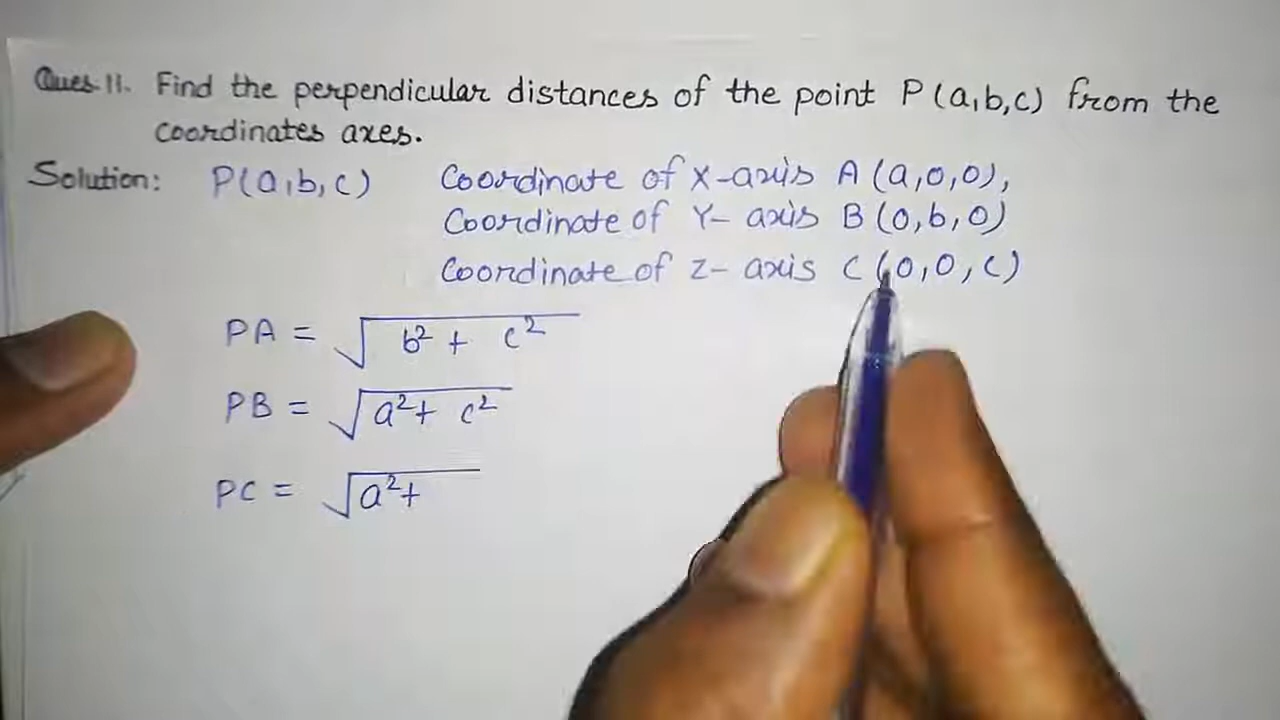 Ques. 11. Find the perpendicular distances of the point P(a,b,c) from the
coordinates axes.
Solution: P(a,b,c) Coordinate of X-axis A(a,0,0),
Coordinate of Y-axis B(0,b,0)
Coordinate of Z-axis C(0,0,c)
PA = √(b² + c²)
PB = √(a² + c²)
PC = √(a² +